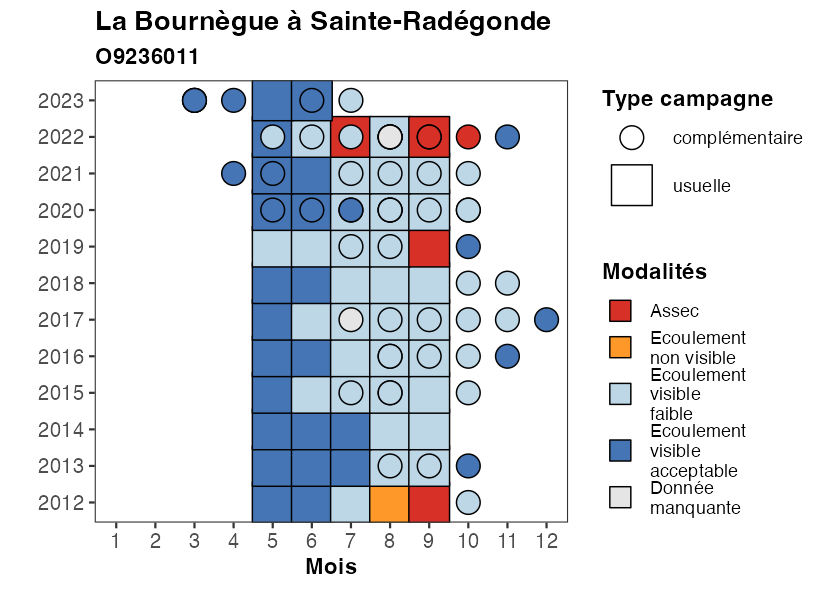 La Bournègue à Sainte-Radégonde
O9236011
2023
2022
2021
2020
2019
2018
2017
2016
2015
2014
2013
2012
1 2 3 4 5 6 7 8 9 10 11 12
Mois
Type campagne
complémentaire
usuelle
Modalités
Assec
Ecoulement
non visible
Ecoulement
visible
faible
Ecoulement
visible
acceptable
Donnée
manquante